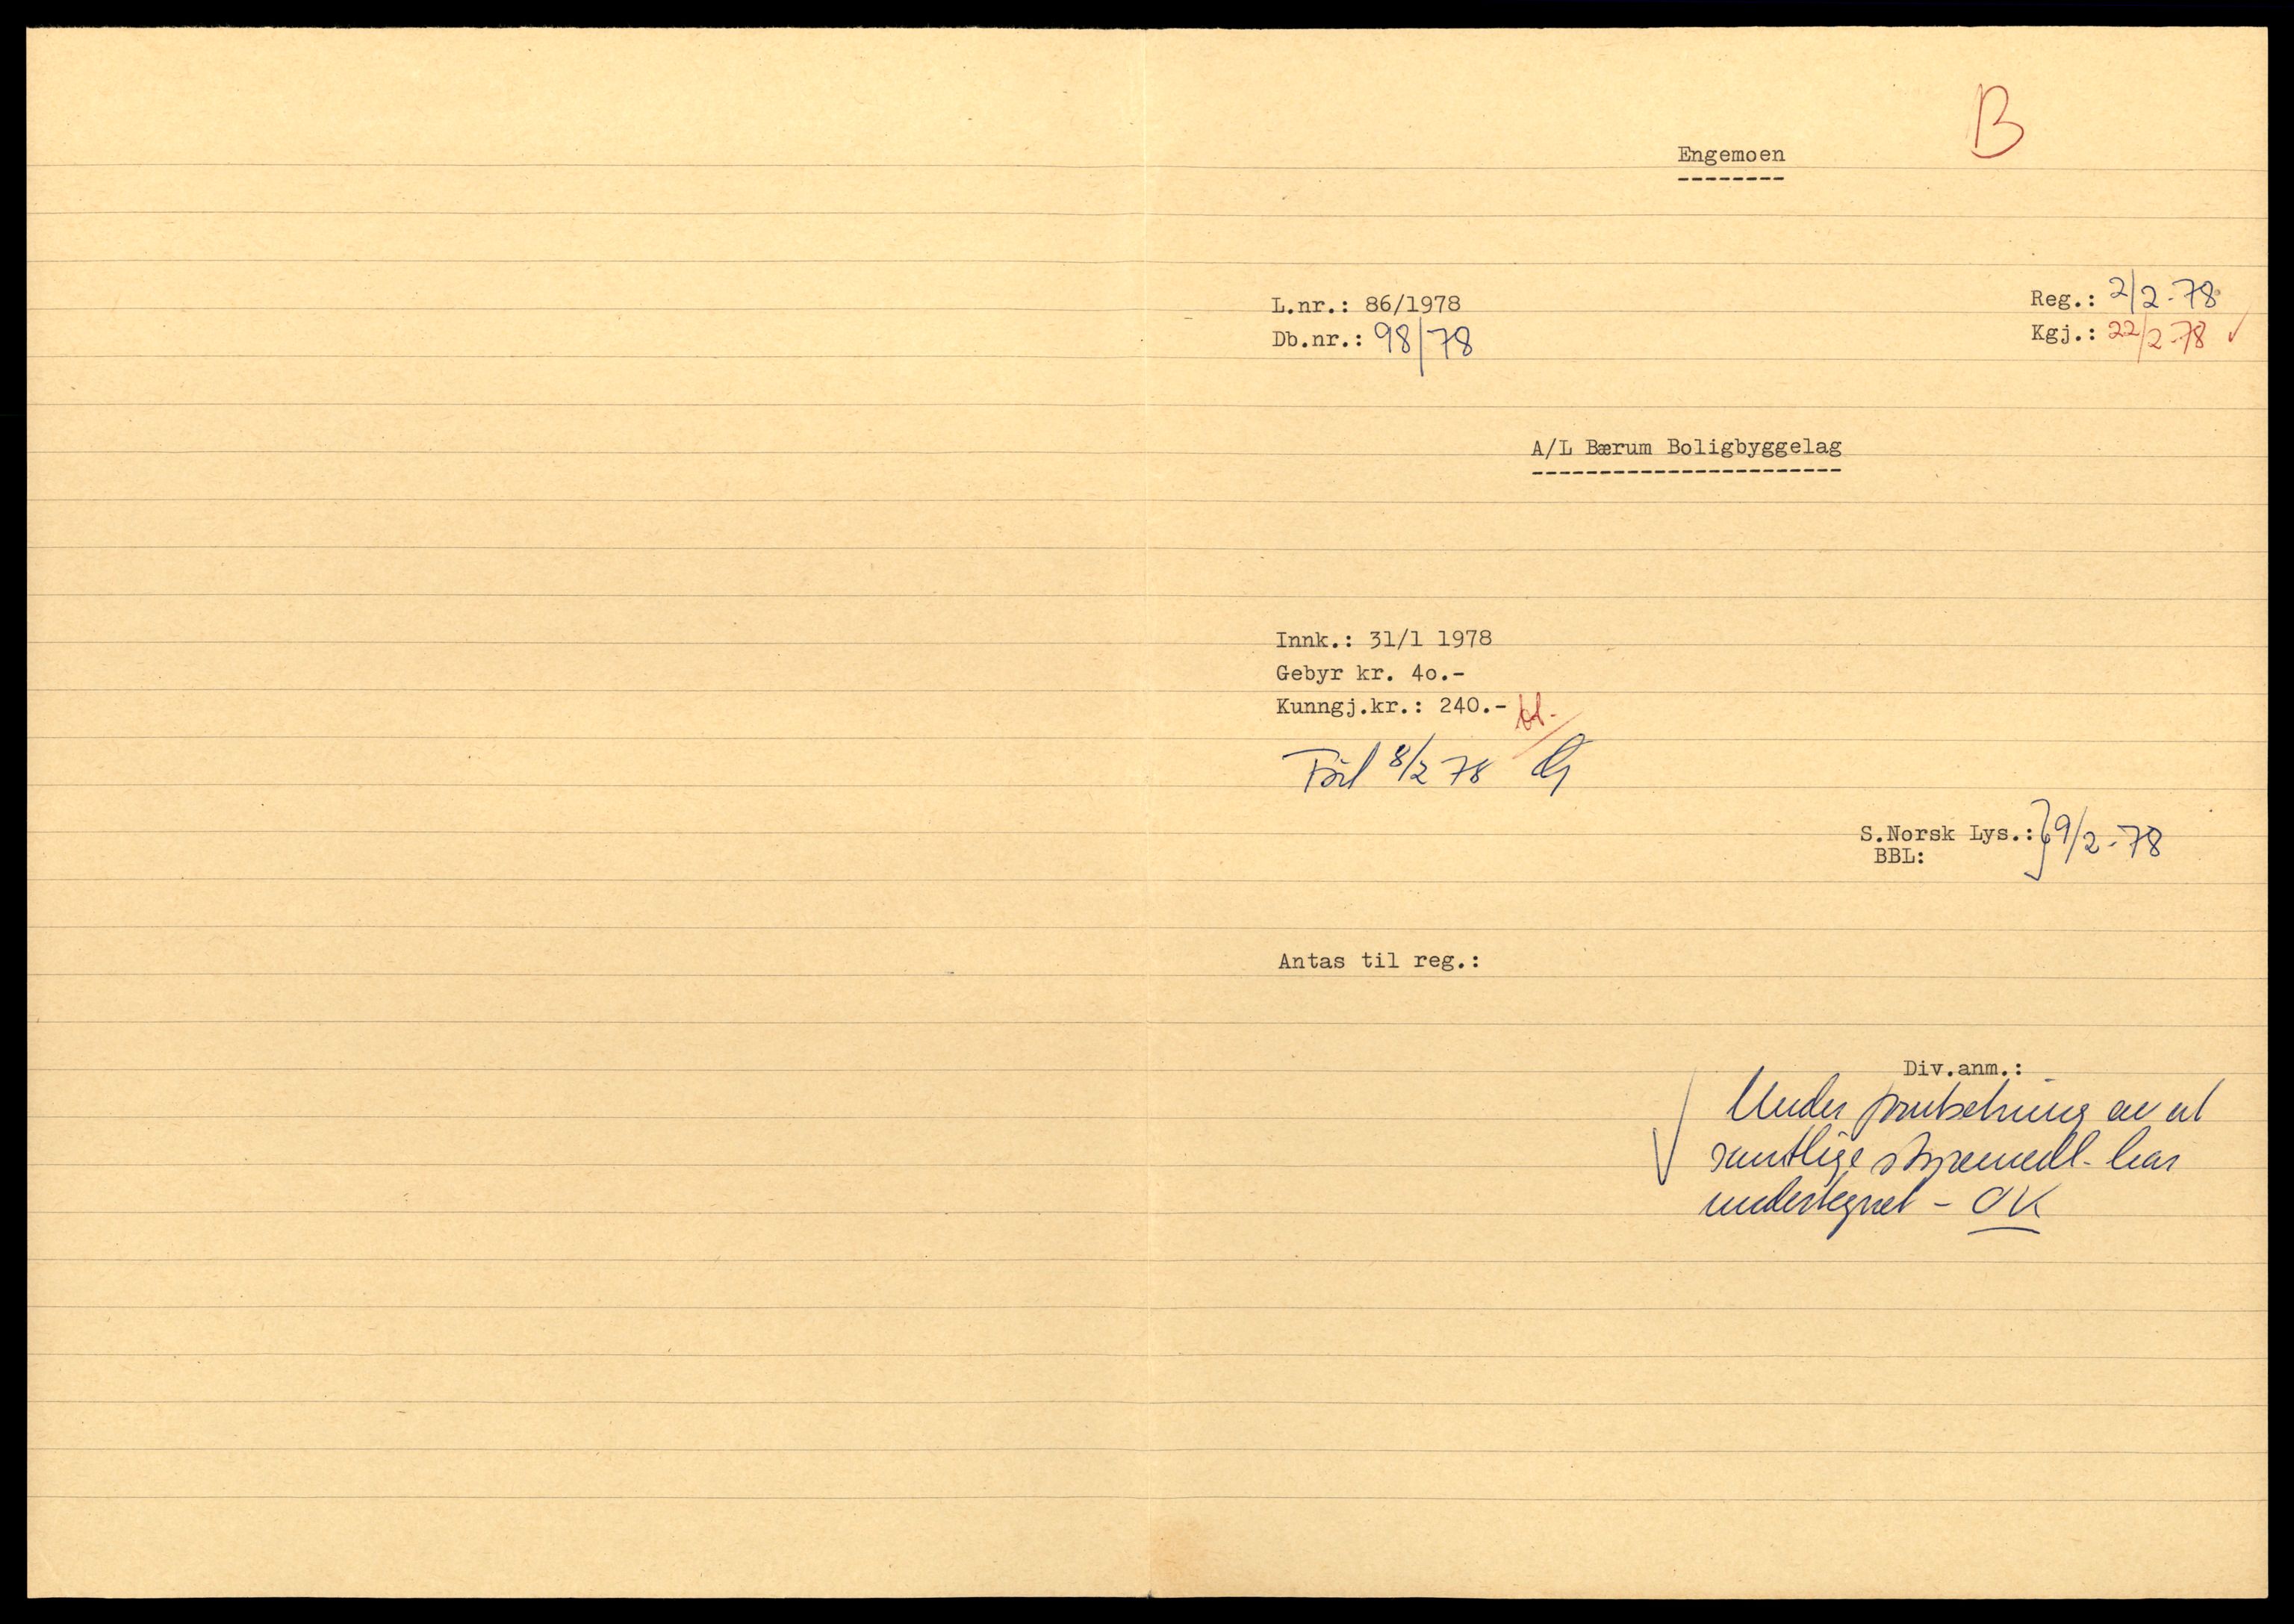 B
Engemoen
L.nr.: 86/1978
Reg.: 2/2-78
Db.nr.: 98/78
Kgj.: 22/2-78 ✓
A/L Bærum Boligbyggelag
Innk.: 31/1 1978
Gebyr kr. 4o.-
Kunngj.kr.: 240.- bl.
8/2 78
S.Norsk Lys.: } 9/2-78
BBL:
Antas til reg.:
Div.anm.:
Under forutsetning av at
samtlige styremedl. har
undertegnet - OK